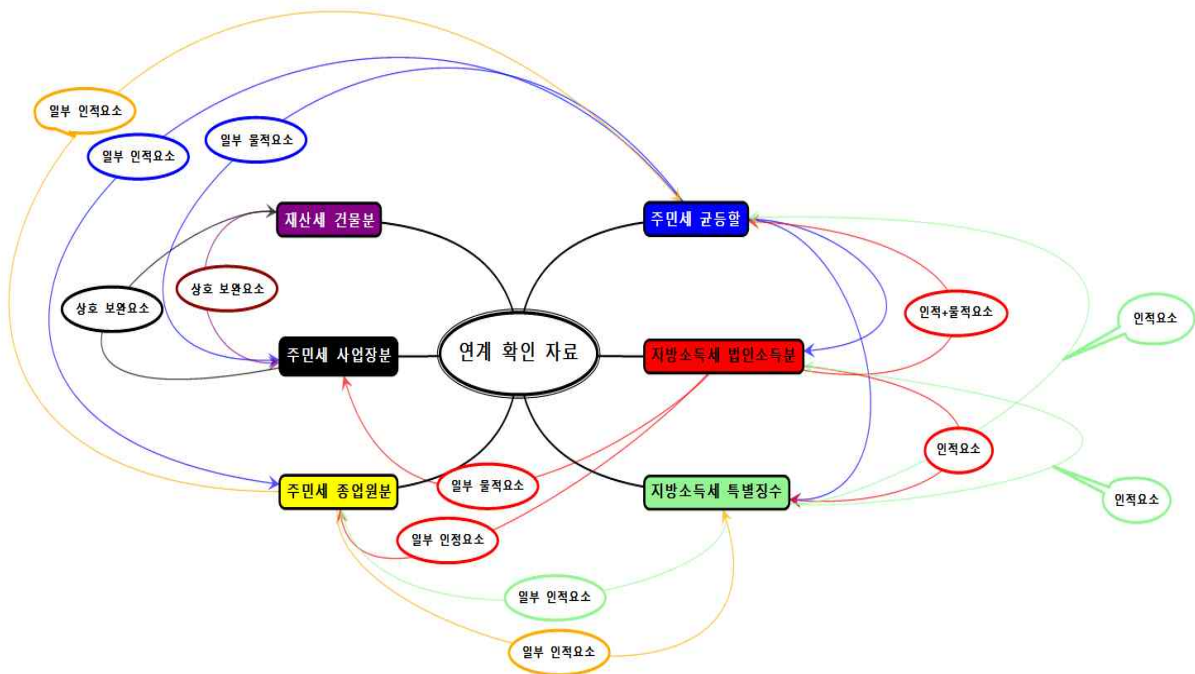 일부 인적요소
일부 인적요소
일부 물적요소
재산세 건물분
주민세 균등할
상호 보완요소
상호 보완요소
인적+물적요소
인적요소
연계 확인 자료
주민세 사업장분
지방소득세 법인소득분
인적요소
주민세 종업원분
일부 물적요소
지방소득세 특별징수
인적요소
일부 인정요소
일부 인적요소
일부 인적요소